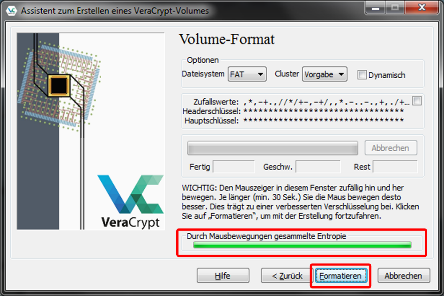 Assistent zum Erstellen eines VeraCrypt-Volumes
Volume-Format
Optionen
Dateisystem FAT Cluster Vorgabe Dynamisch
Zufallswerte: ,*,-+.,//*/+-,-+/,,*.-..-.,+,,/+…
Headerschlüssel: ********************************
Hauptschlüssel: ********************************
Abbrechen
Fertig Geschw. Rest
WICHTIG: Den Mauszeiger in diesem Fenster zufällig hin und her
bewegen. Je länger (min. 30 Sek.) Sie die Maus bewegen desto
besser. Dies trägt zu einer verbesserten Verschlüsselung bei. Klicken
Sie auf „Formatieren", um mit der Erstellung fortzufahren.
VeraCrypt
Durch Mausbewegungen gesammelte Entropie
Hilfe < Zurück Formatieren Abbrechen